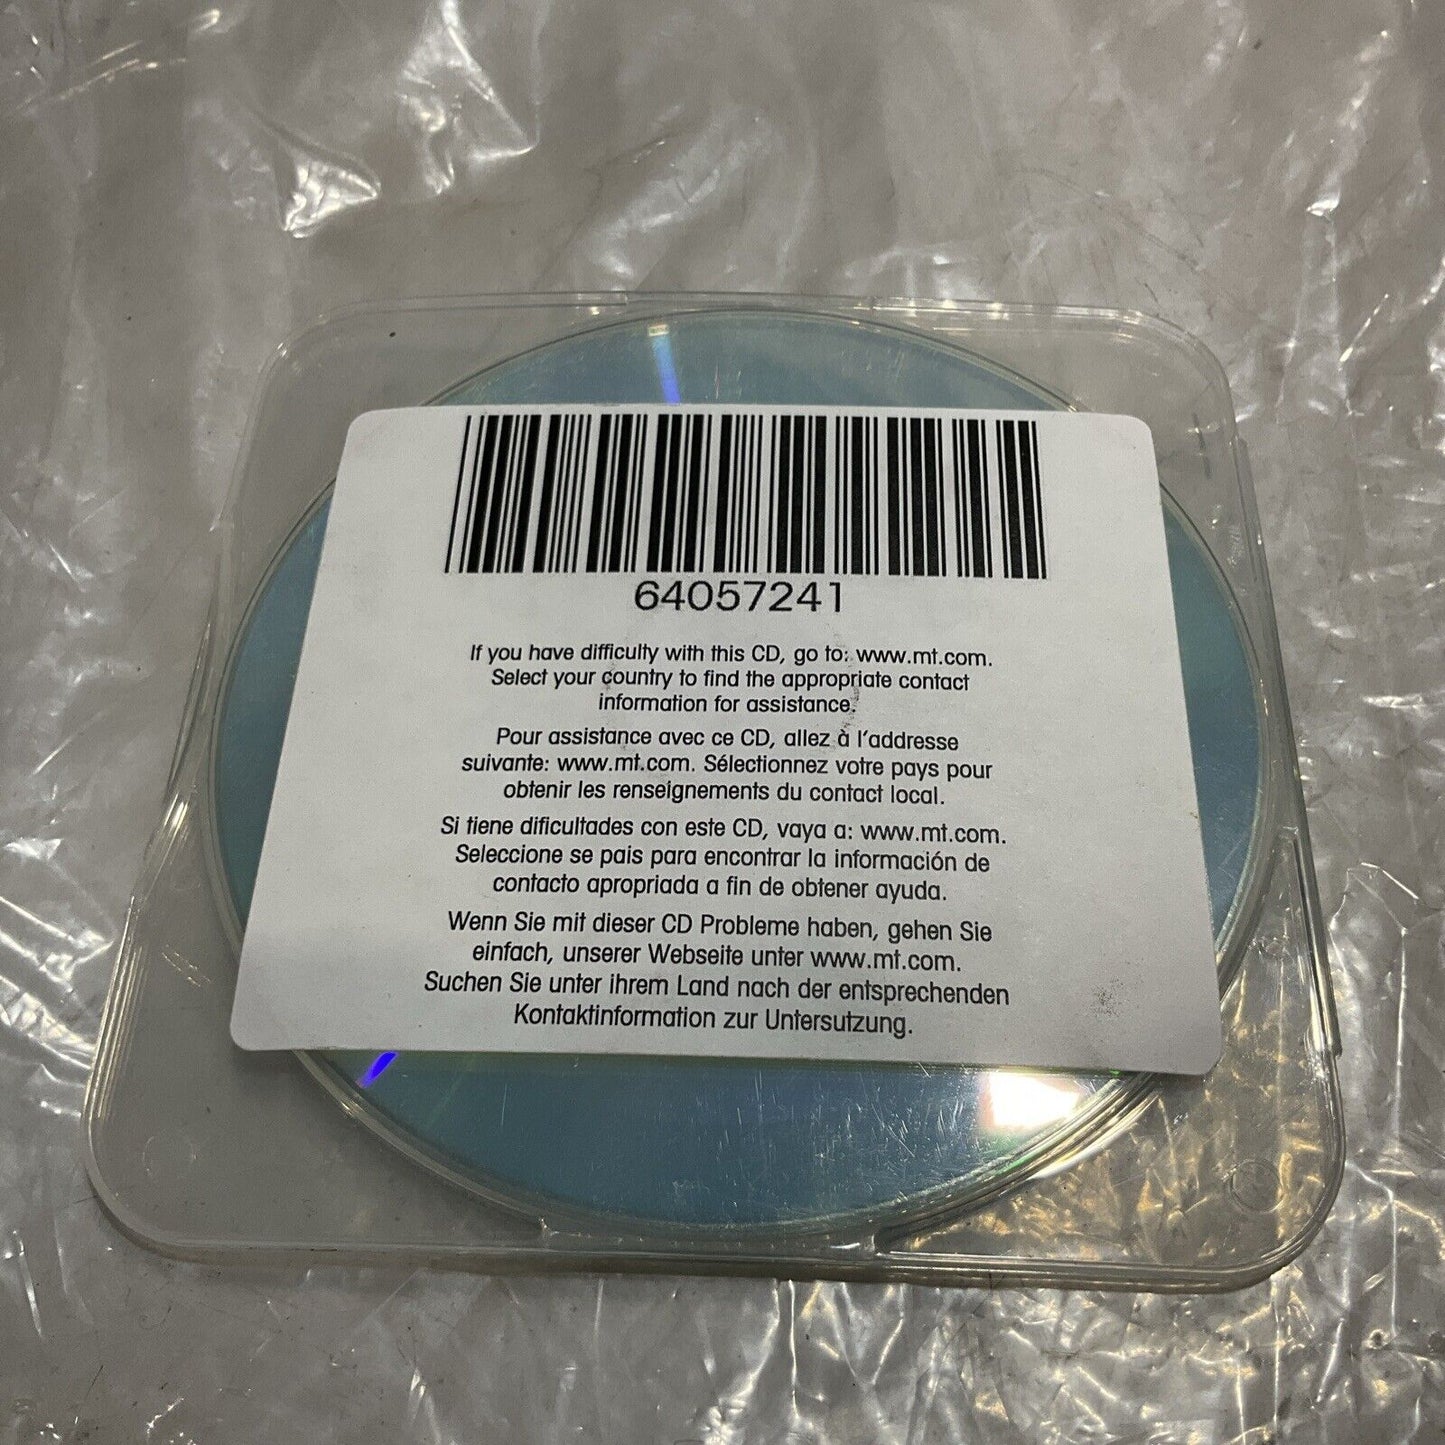 64057241
If you have difficulty with this CD, go to: www.mt.com.
Select your country to find the appropriate contact
information for assistance.
Pour assistance avec ce CD, allez à l'addresse
suivante: www.mt.com. Sélectionnez votre pays pour
obtenir les renseignements du contact local.
Si tiene dificultades con este CD, vaya a: www.mt.com.
Seleccione se pais para encontrar la información de
contacto apropriada a fin de obtener ayuda.
Wenn Sie mit dieser CD Probleme haben, gehen Sie
einfach, unserer Webseite unter www.mt.com.
Suchen Sie unter ihrem Land nach der entsprechenden
Kontaktinformation zur Untersutzung.